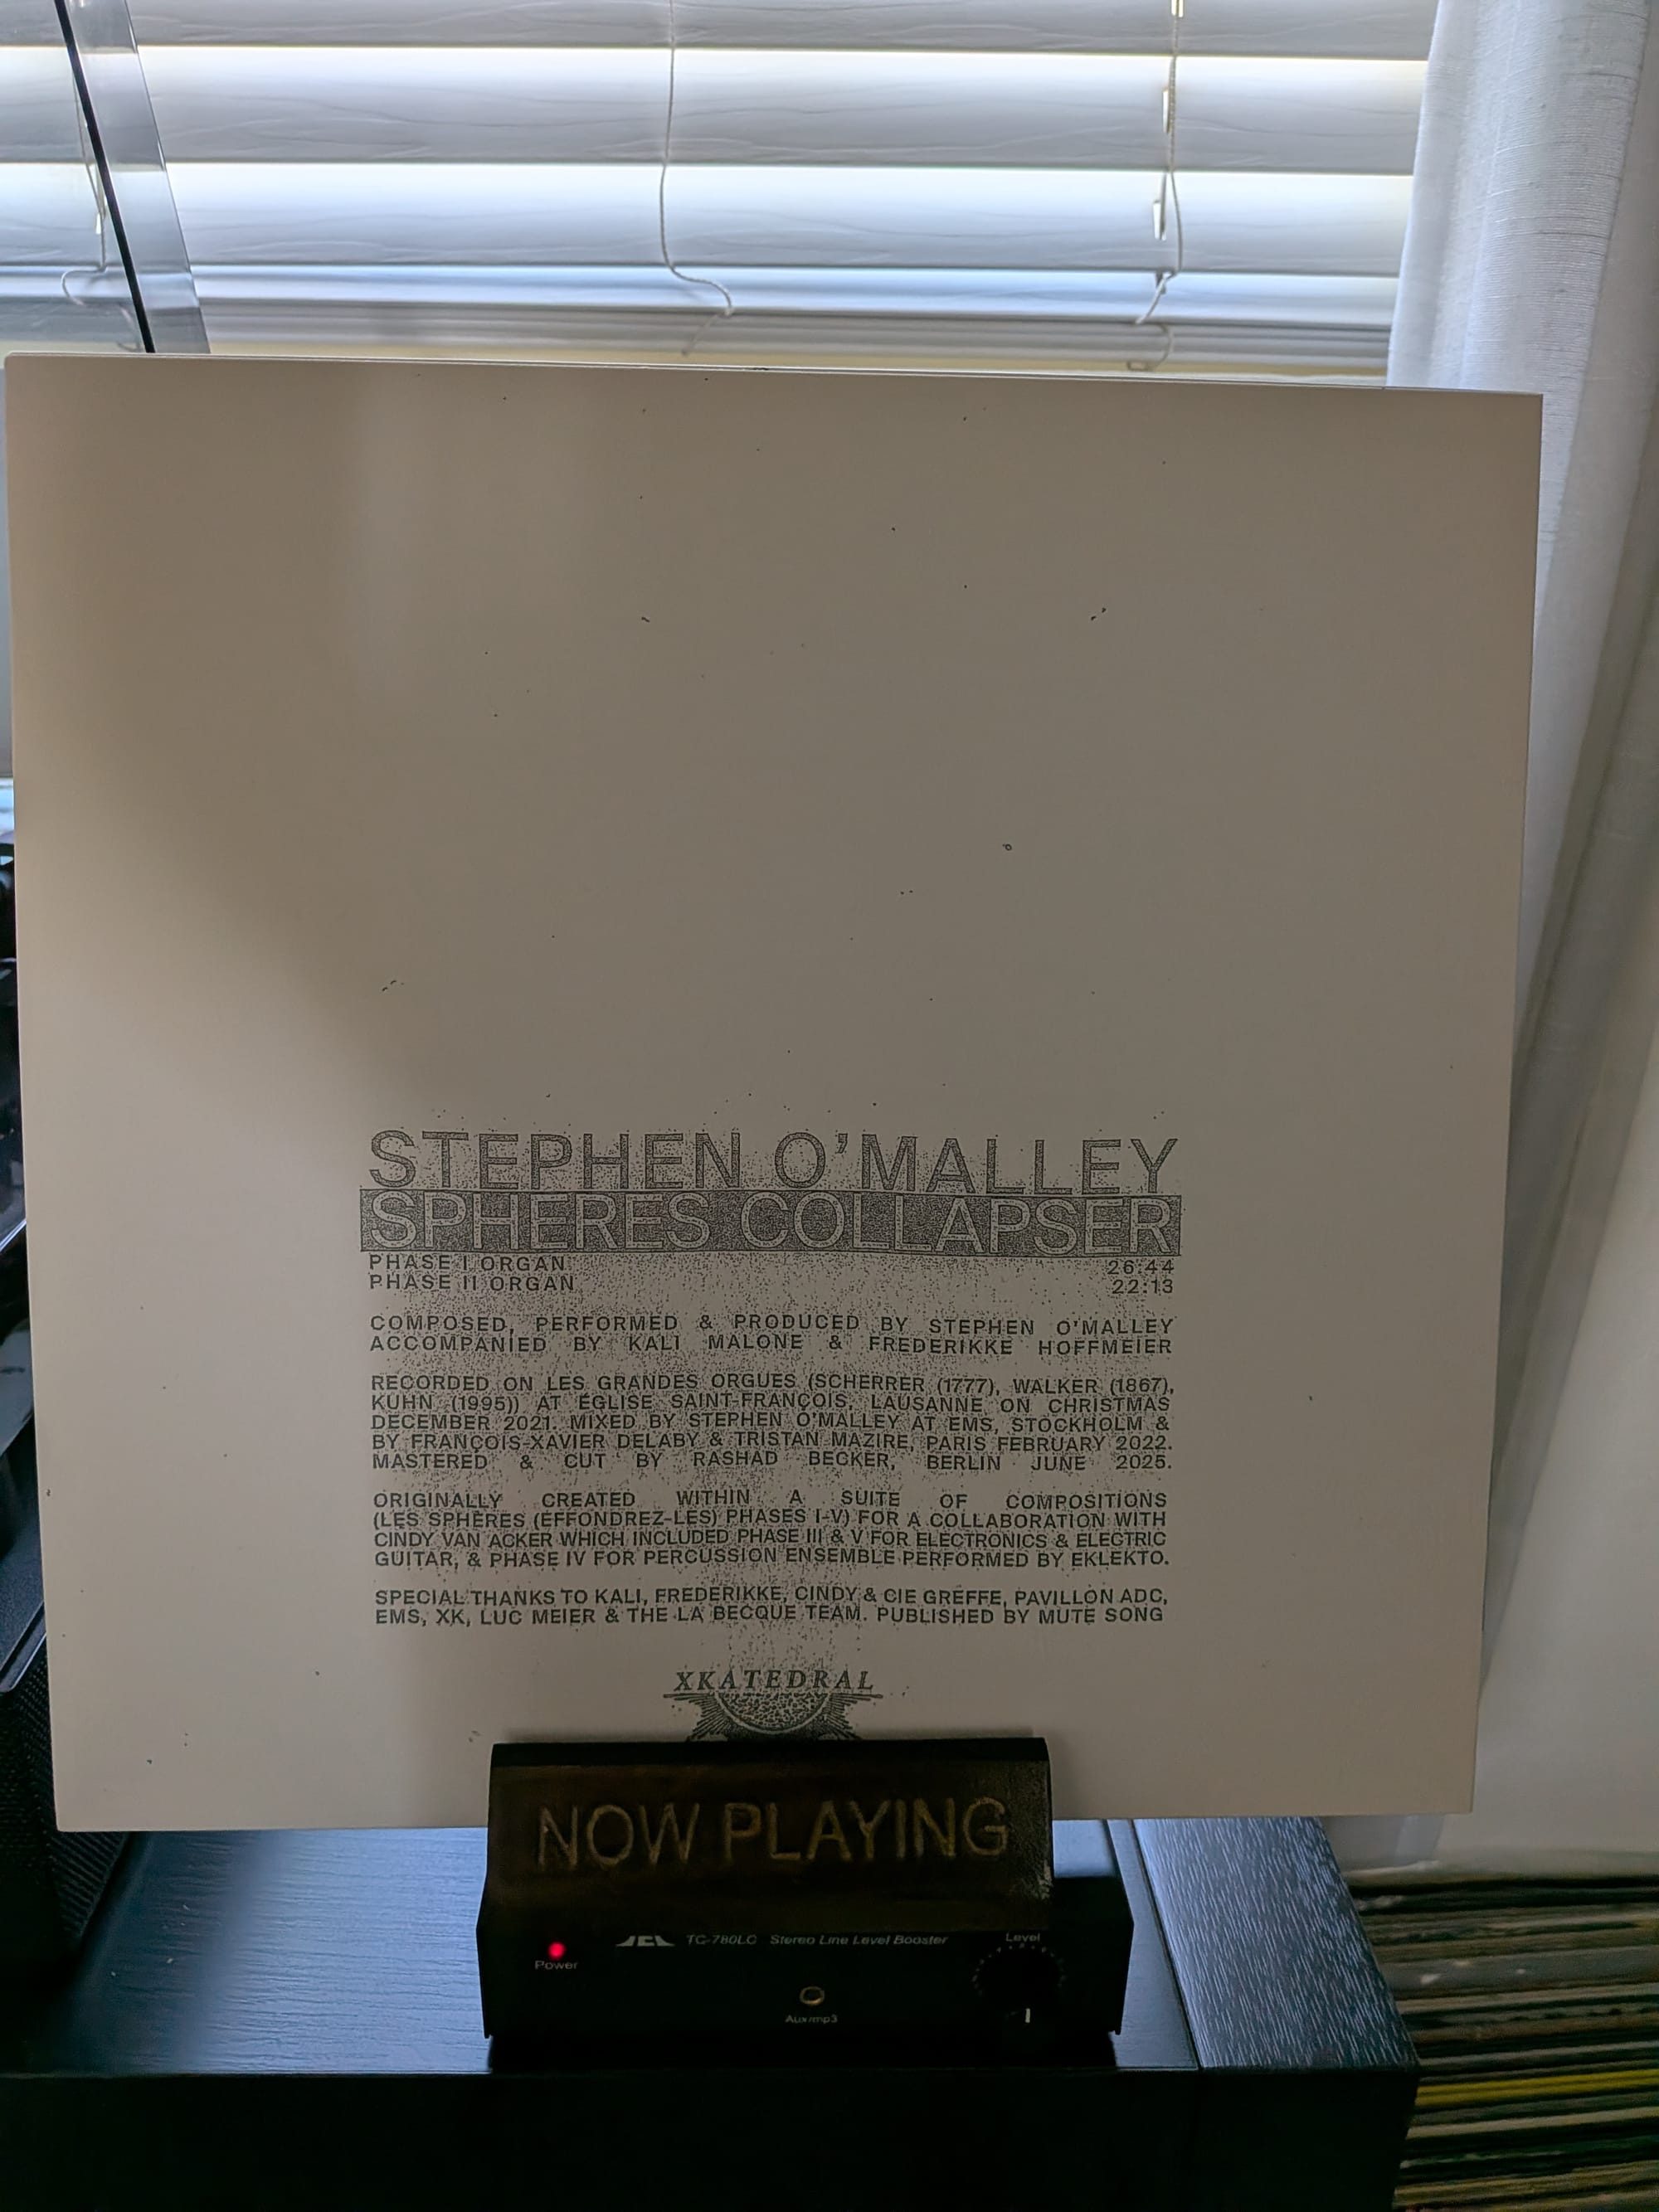 STEPHEN O'MALLEY
SPHERES COLLAPSER
PHASE I ORGAN 26:44
PHASE II ORGAN 22:13
COMPOSED, PERFORMED & PRODUCED BY STEPHEN O'MALLEY
ACCOMPANIED BY KALI MALONE & FREDERIKKE HOFFMEIER
RECORDED ON LES GRANDES ORGUES (SCHERRER (1777), WALKER (1867),
KUHN (1995)) AT ÉGLISE SAINT-FRANÇOIS, LAUSANNE ON CHRISTMAS
DECEMBER 2021. MIXED BY STEPHEN O'MALLEY AT EMS, STOCKHOLM &
BY FRANÇOIS-XAVIER DELABY & TRISTAN MAZIRE, PARIS FEBRUARY 2022.
MASTERED & CUT BY RASHAD BECKER, BERLIN JUNE 2025.
ORIGINALLY CREATED WITHIN A SUITE OF COMPOSITIONS
(LES SPHÈRES (EFFONDREZ-LES) PHASES I-V) FOR A COLLABORATION WITH
CINDY VAN ACKER WHICH INCLUDED PHASE III & V FOR ELECTRONICS & ELECTRIC
GUITAR, & PHASE IV FOR PERCUSSION ENSEMBLE PERFORMED BY EKLEKTO.
SPECIAL THANKS TO KALI, FREDERIKKE, CINDY & CIE GREFFE, PAVILLON ADC,
EMS, XK, LUC MEIER & THE LA BECQUE TEAM. PUBLISHED BY MUTE SONG
XKATEDRAL
NOW PLAYING
TC-780LC Stereo Line Level Booster
Level
Power
Aux/mp3